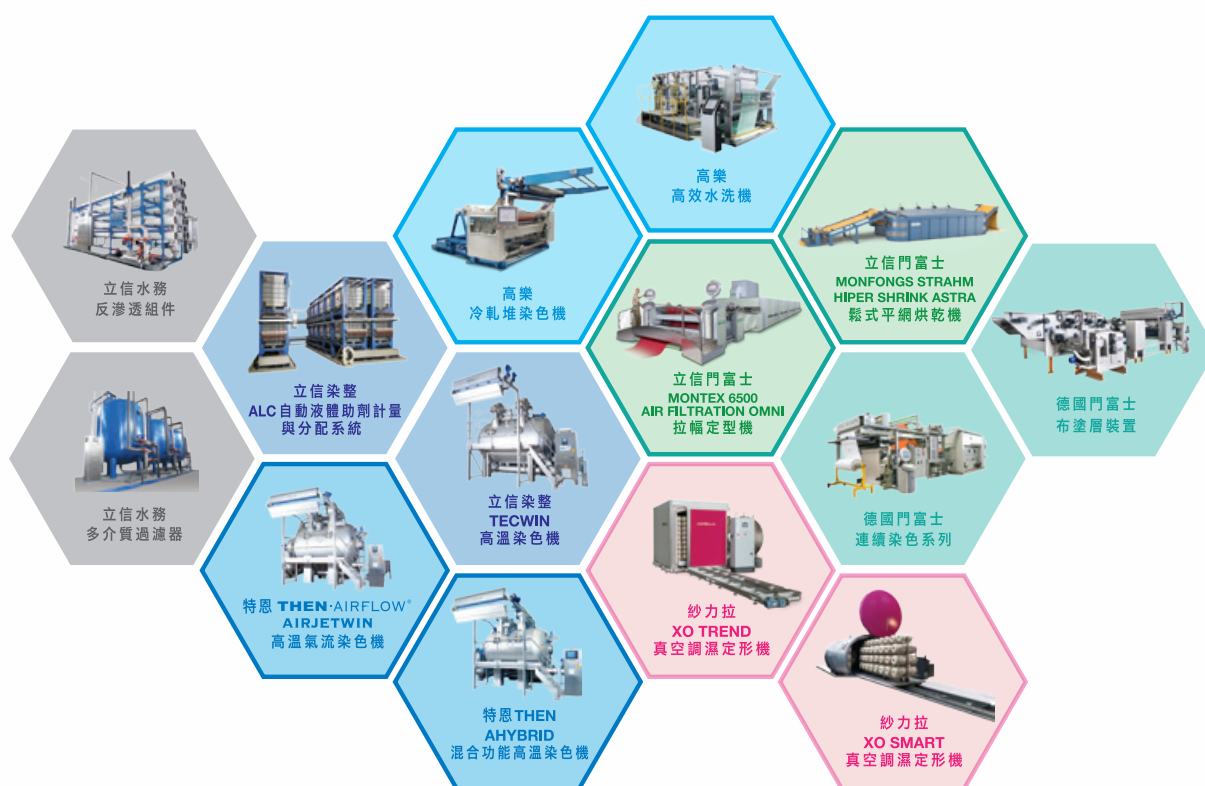 高樂
高效水洗機
立信水務
反滲透組件
高樂
冷軋堆染色機
立信門富士
MONFONGS STRAHM
HIPER SHRINK ASTRA
鬆式平網烘乾機
立信染整
ALC自動液體助劑計量
與分配系統
立信門富士
MONTEX 6500
AIR FILTRATION OMNI
拉幅定型機
德國門富士
布塗層裝置
立信水務
多介質過濾器
立信染整
TECWIN
高溫染色機
德國門富士
連續染色系列
特恩 THEN·AIRFLOW®
AIRJETWIN
高溫氣流染色機
紗力拉
XO TREND
真空調濕定形機
特恩THEN
AHYBRID
混合功能高溫染色機
紗力拉
XO SMART
真空調濕定形機